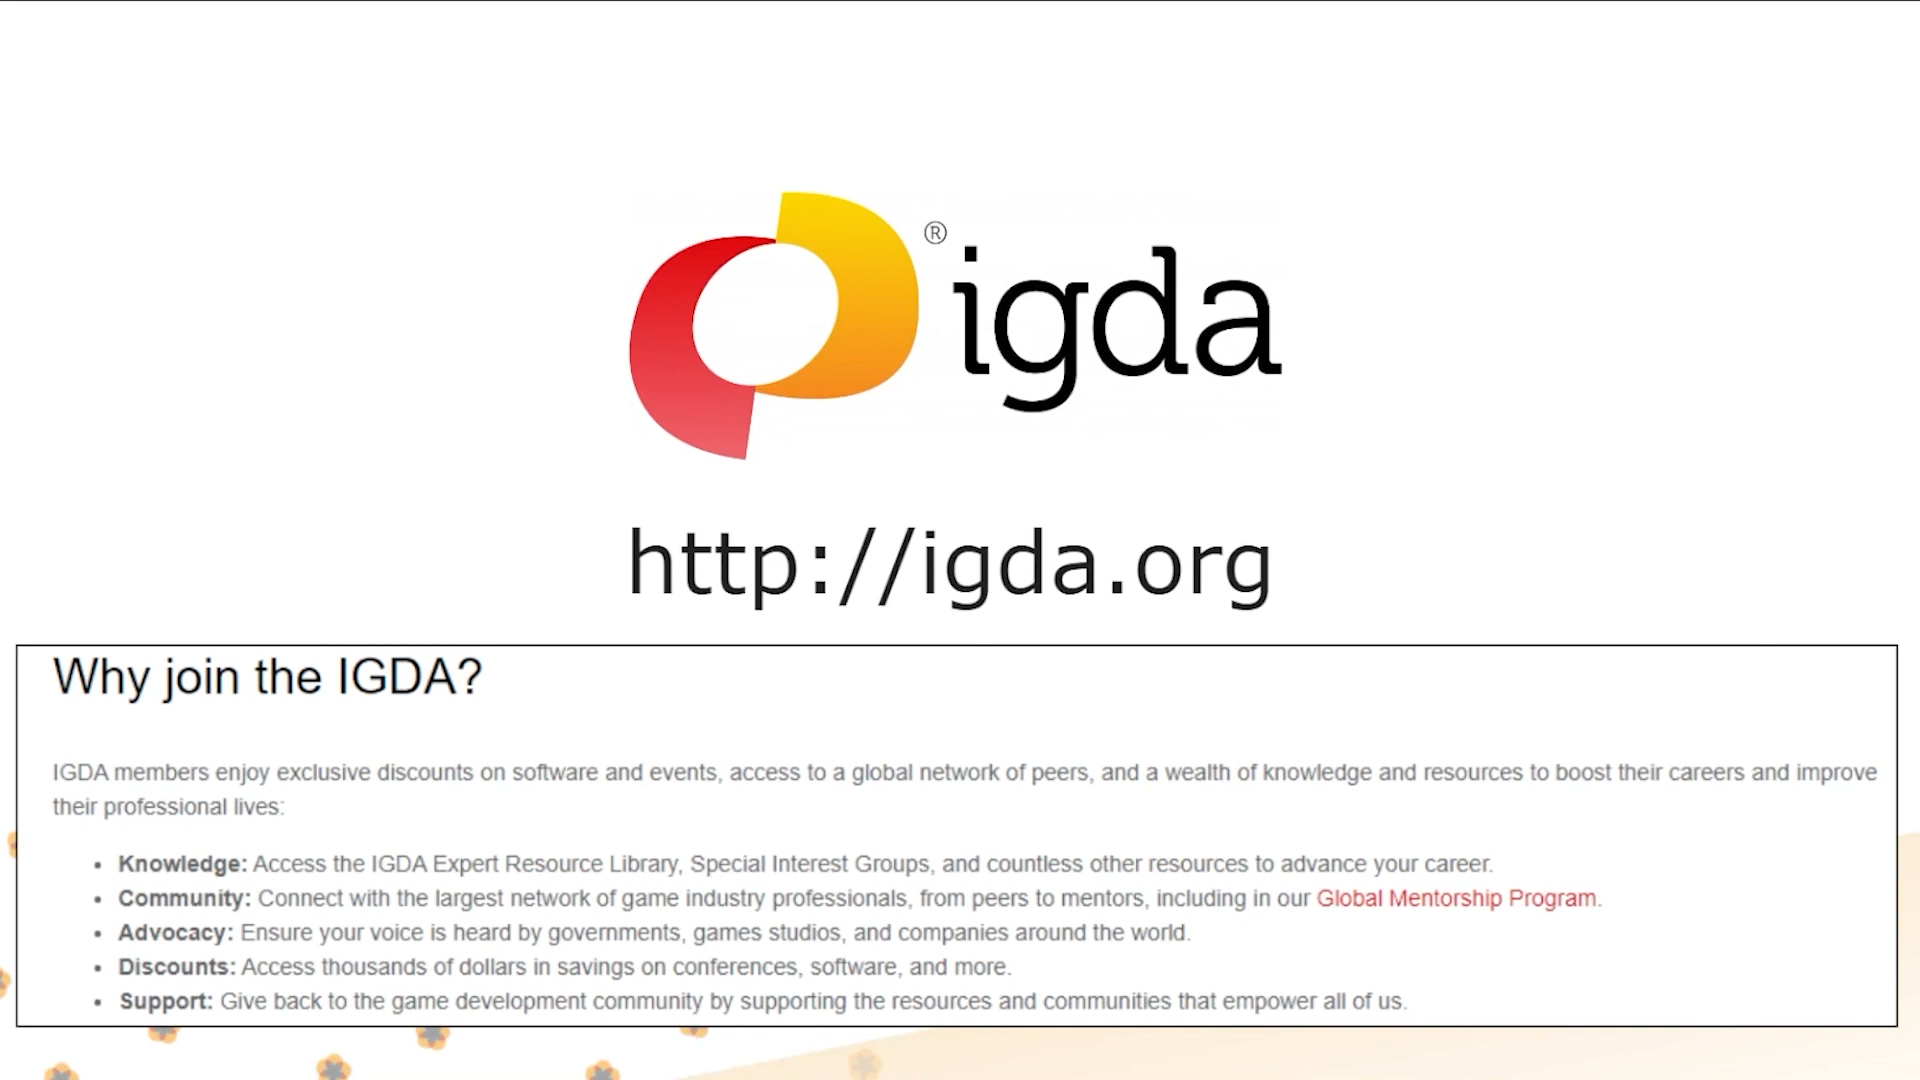 ® igda
http://igda.org
Why join the IGDA?
IGDA members enjoy exclusive discounts on software and events, access to a global network of peers, and a wealth of knowledge and resources to boost their careers and improve
their professional lives:
• Knowledge: Access the IGDA Expert Resource Library, Special Interest Groups, and countless other resources to advance your career.
• Community: Connect with the largest network of game industry professionals, from peers to mentors, including in our Global Mentorship Program.
• Advocacy: Ensure your voice is heard by governments, games studios, and companies around the world.
• Discounts: Access thousands of dollars in savings on conferences, software, and more.
• Support: Give back to the game development community by supporting the resources and communities that empower all of us.